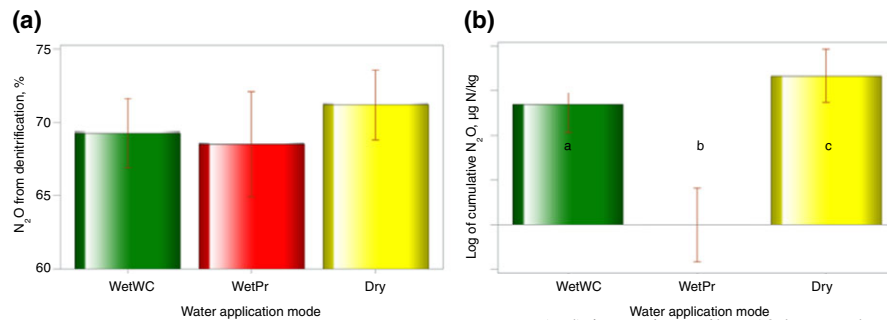 (a)
75
70
65
60
N2O from denitrification, %
WetWC WetPr Dry
Water application mode
(b)
Log of cumulative N2O, µg N/kg
a b c
WetWC WetPr Dry
Water application mode